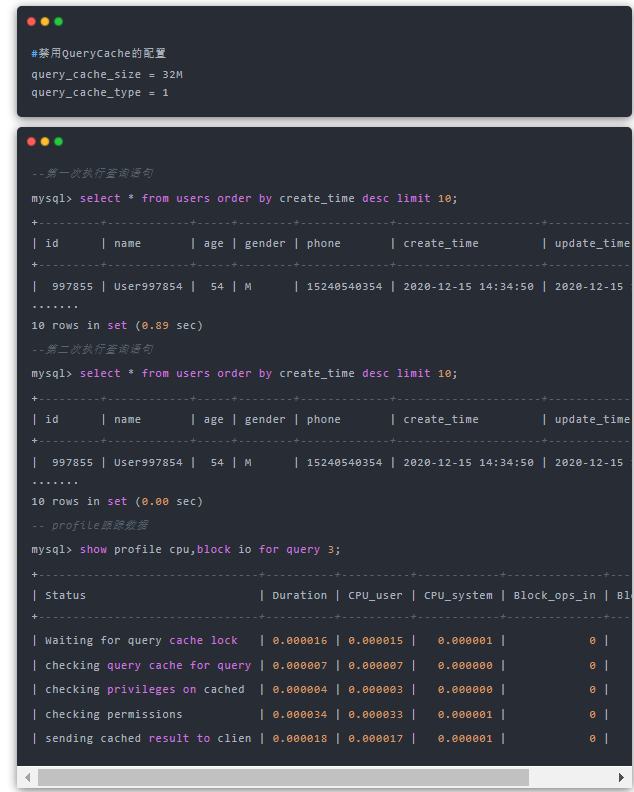 #禁用QueryCache的配置
query_cache_size = 32M
query_cache_type = 1
--第一次执行查询语句
mysql> select * from users order by create_time desc limit 10;
+---------+------------+-----+--------+------------+---------------------+------------
| id | name | age | gender | phone | create_time | update_time
+---------+------------+-----+--------+------------+---------------------+------------
| 997855 | User997854 | 54 | M | 15240540354 | 2020-12-15 14:34:50 | 2020-12-15
.......
10 rows in set (0.89 sec)
--第二次执行查询语句
mysql> select * from users order by create_time desc limit 10;
+---------+------------+-----+--------+------------+---------------------+------------
| id | name | age | gender | phone | create_time | update_time
+---------+------------+-----+--------+------------+---------------------+------------
| 997855 | User997854 | 54 | M | 15240540354 | 2020-12-15 14:34:50 | 2020-12-15
.......
10 rows in set (0.00 sec)
-- profile跟踪数据
mysql> show profile cpu,block io for query 3;
+--------------------------------+----------+----------+------------+--------------+---
| Status | Duration | CPU_user | CPU_system | Block_ops_in |
+--------------------------------+----------+----------+------------+--------------+---
| Waiting for query cache lock | 0.000016 | 0.000015 | 0.000001 | 0 |
| checking query cache for query | 0.000007 | 0.000007 | 0.000000 | 0 |
| checking privileges on cached | 0.000004 | 0.000003 | 0.000000 | 0 |
| checking permissions | 0.000034 | 0.000033 | 0.000001 | 0 |
| sending cached result to clien | 0.000018 | 0.000017 | 0.000001 | 0 |